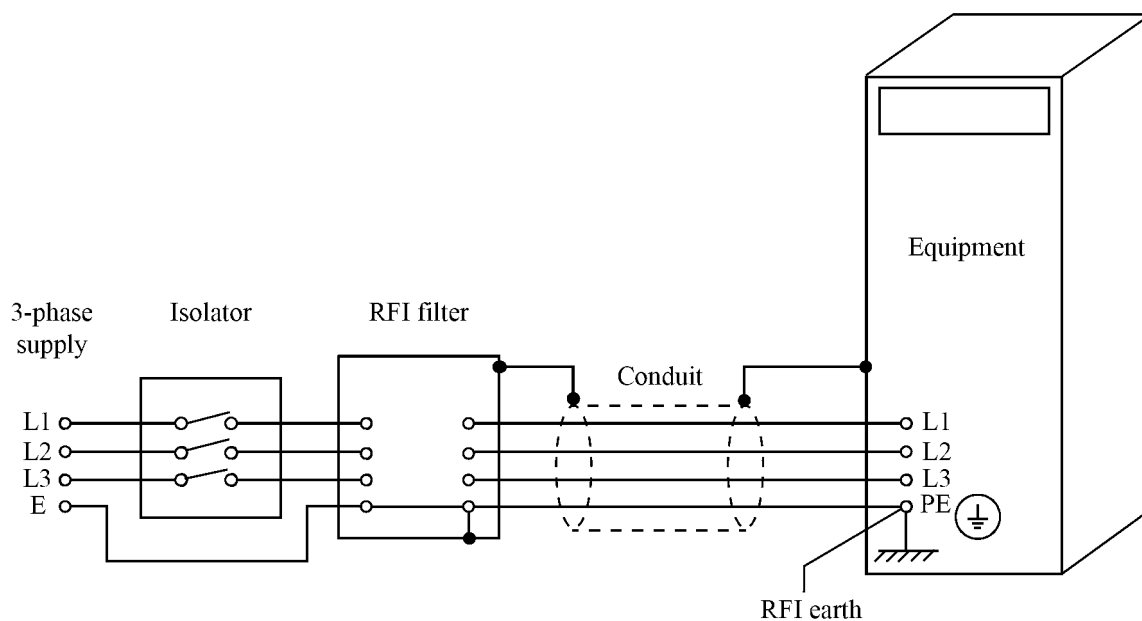 Equipment
3-phase
supply
Isolator
RFI filter
Conduit
L1
L2
L3
E
L1
L2
L3
PE
RFI earth